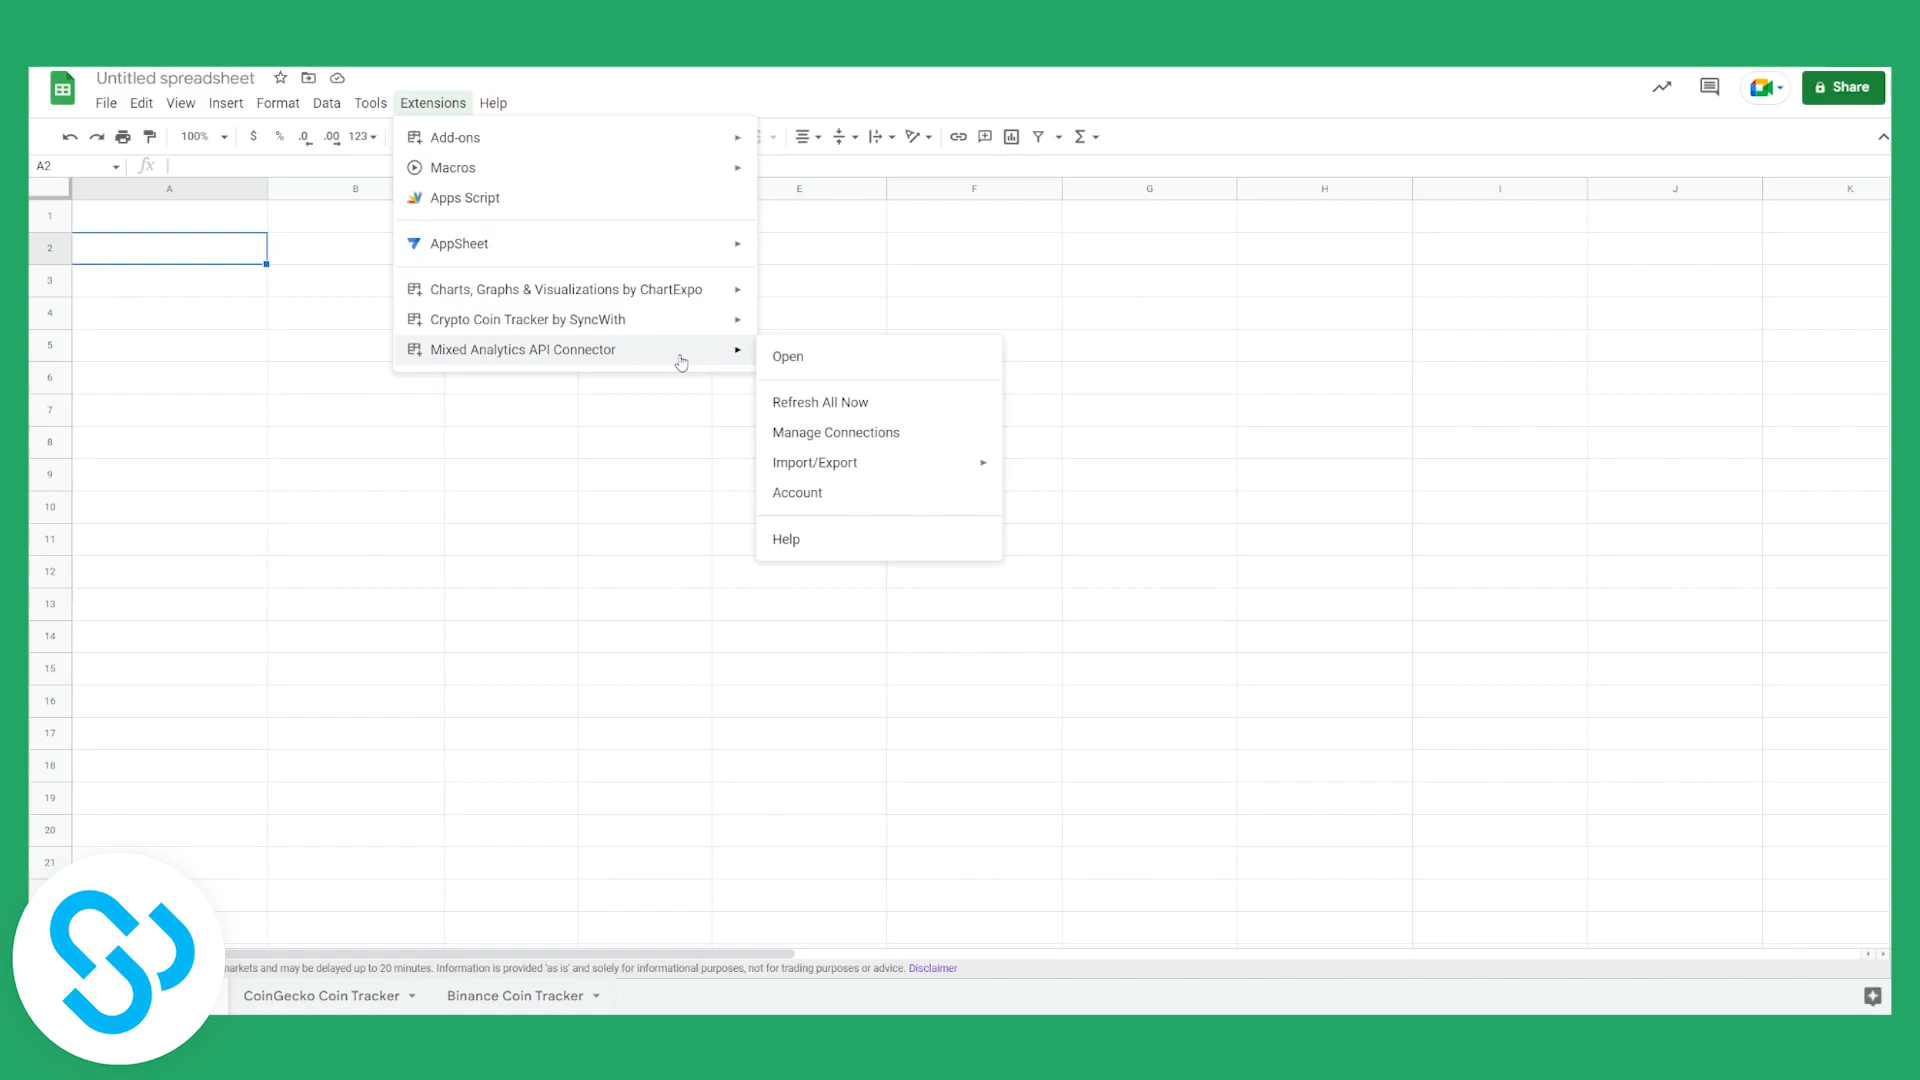 Untitled spreadsheet
File Edit View Insert Format Data Tools Extensions Help
Share
100% $ % .0 .00 123
A2 fx
A B E F G H I J K
Add-ons
Macros
Apps Script
AppSheet
Charts, Graphs & Visualizations by ChartExpo
Crypto Coin Tracker by SyncWith
Mixed Analytics API Connector
Open
Refresh All Now
Manage Connections
Import/Export
Account
Help
1
2
3
4
5
6
7
8
9
10
11
12
13
14
15
16
17
18
19
20
21
markets and may be delayed up to 20 minutes. Information is provided 'as is' and solely for informational purposes, not for trading purposes or advice. Disclaimer
CoinGecko Coin Tracker Binance Coin Tracker